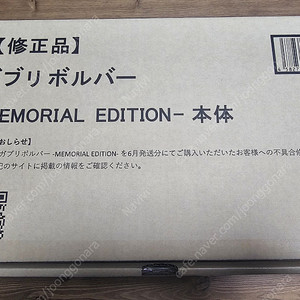 【修正品】
ガブリボルバー
MEMORIAL EDITION- 本体
おしらせ】
ガブリボルバー -MEMORIAL EDITION- を6月発送分にてご購入いただいたお客様への不具合修
記のサイトに掲載の情報をご確認ください。